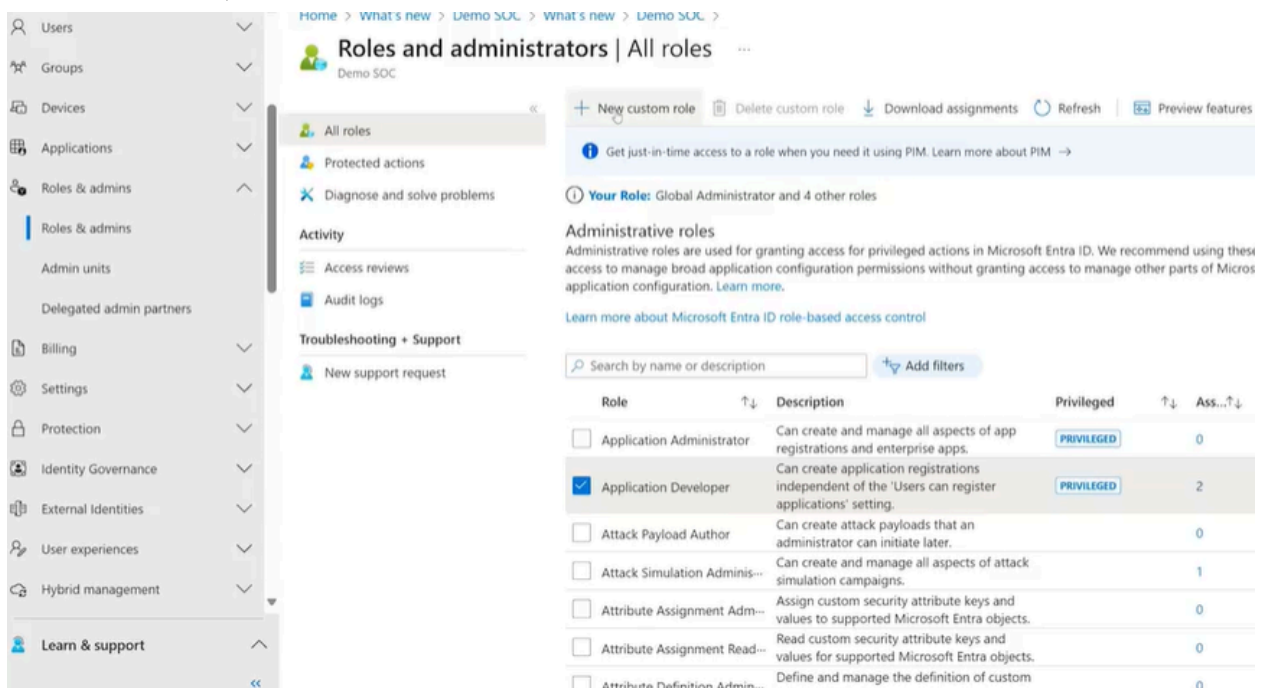 Home > What's new > Demo SOC > What's new > Demo SOC >
Roles and administrators | All roles ...
Demo SOC
Users
Groups
Devices
Applications
Roles & admins
Roles & admins
Admin units
Delegated admin partners
Billing
Settings
Protection
Identity Governance
External Identities
User experiences
Hybrid management
Learn & support
«
«
All roles
Protected actions
Diagnose and solve problems
Activity
Access reviews
Audit logs
Troubleshooting + Support
New support request
+ New custom role Delete custom role Download assignments Refresh Preview features
Get just-in-time access to a role when you need it using PIM. Learn more about PIM →
Your Role: Global Administrator and 4 other roles
Administrative roles
Administrative roles are used for granting access for privileged actions in Microsoft Entra ID. We recommend using these
access to manage broad application configuration permissions without granting access to manage other parts of Micros
application configuration. Learn more.
Learn more about Microsoft Entra ID role-based access control
Search by name or description Add filters
Role ↑↓ Description Privileged ↑↓ Ass...↑↓
Application Administrator Can create and manage all aspects of app
registrations and enterprise apps. PRIVILEGED 0
Application Developer Can create application registrations
independent of the 'Users can register
applications' setting. PRIVILEGED 2
Attack Payload Author Can create attack payloads that an
administrator can initiate later. 0
Attack Simulation Adminis··· Can create and manage all aspects of attack
simulation campaigns. 1
Attribute Assignment Adm··· Assign custom security attribute keys and
values to supported Microsoft Entra objects. 0
Attribute Assignment Read··· Read custom security attribute keys and
values for supported Microsoft Entra objects. 0
Attribute Definition Admin··· Define and manage the definition of custom 0